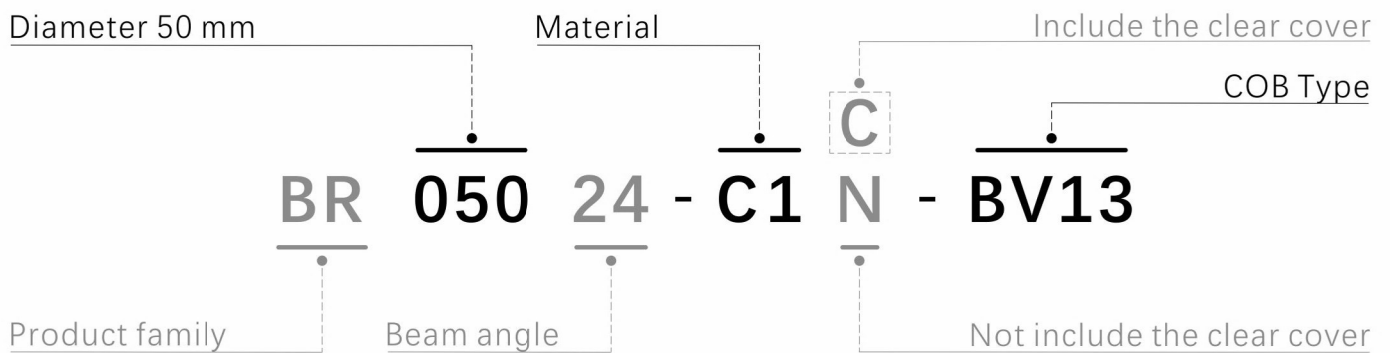 Diameter 50 mm
Material
Include the clear cover
COB Type
C
BR 050 24 - C1 N - BV13
Product family
Beam angle
Not include the clear cover